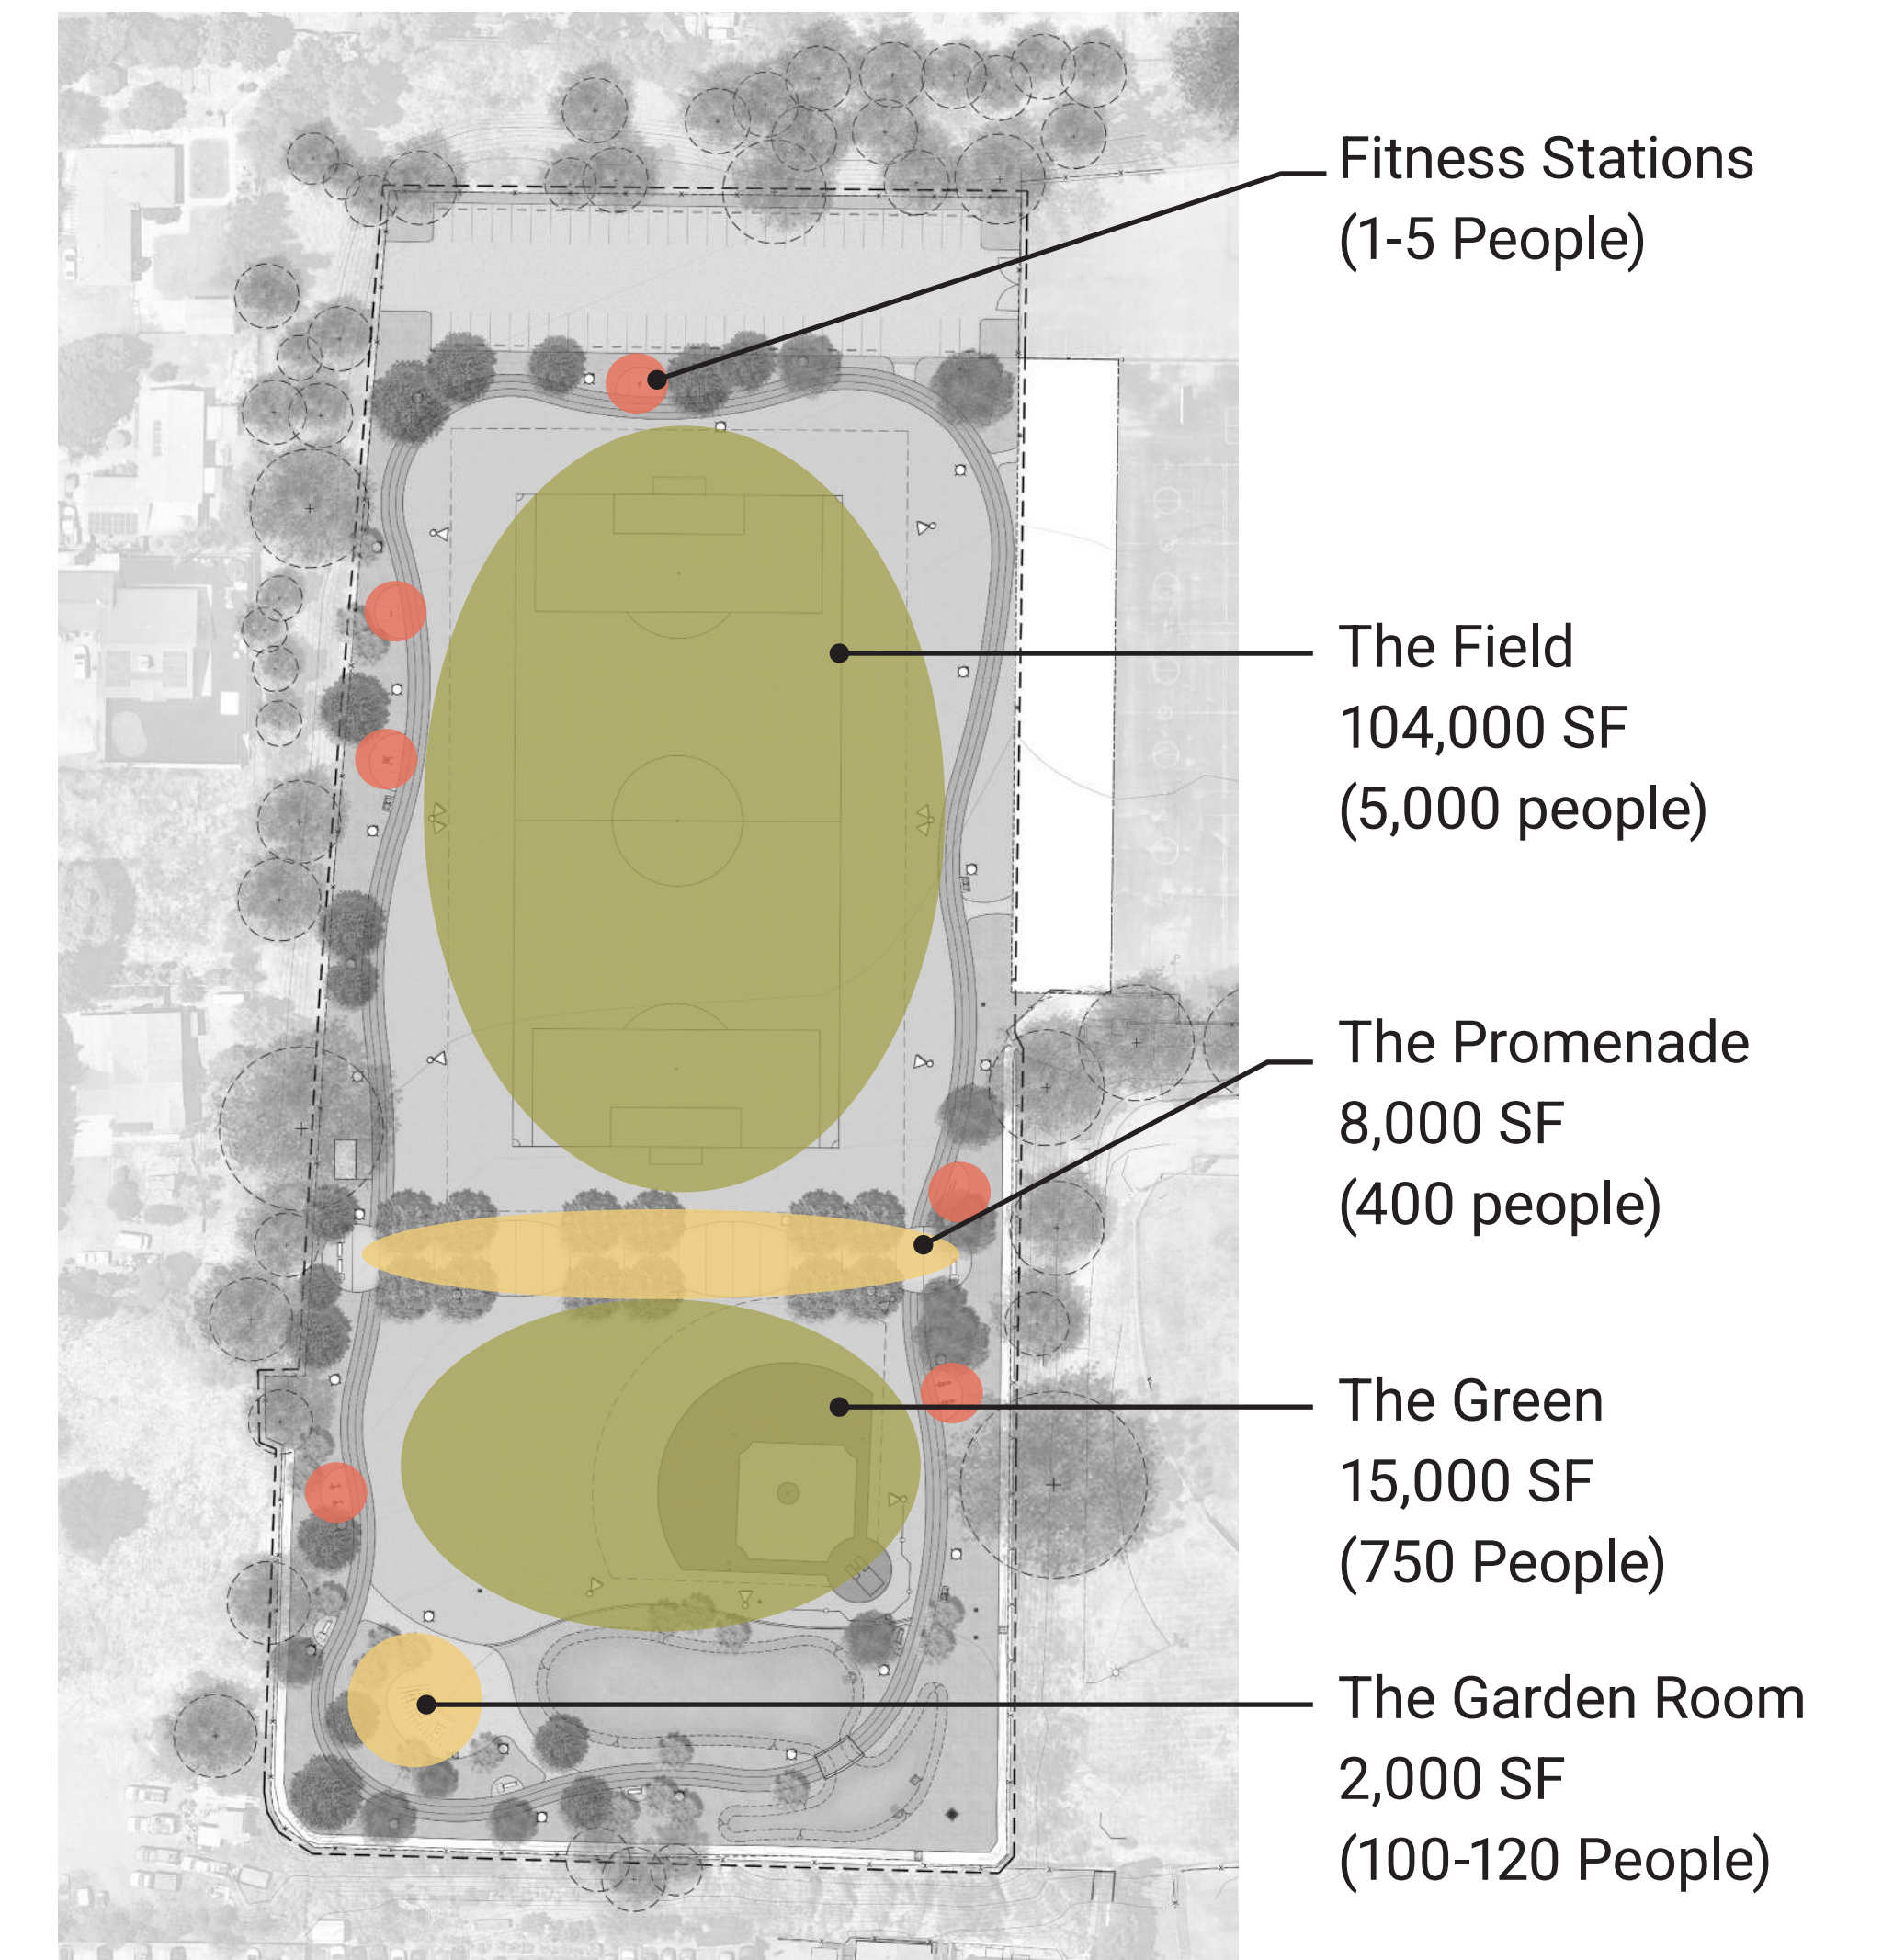 Fitness Stations
(1-5 People)
The Field
104,000 SF
(5,000 people)
The Promenade
8,000 SF
(400 people)
The Green
15,000 SF
(750 People)
The Garden Room
2,000 SF
(100-120 People)